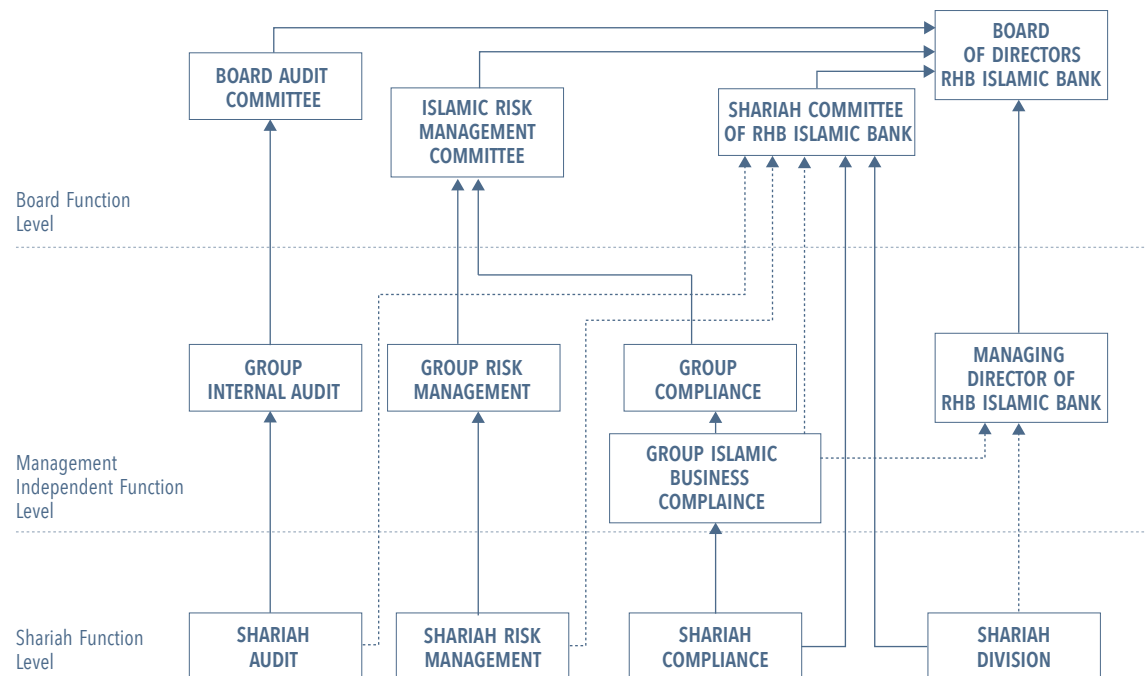 BOARD
OF DIRECTORS
RHB ISLAMIC BANK
BOARD AUDIT
COMMITTEE
ISLAMIC RISK
MANAGEMENT
COMMITTEE
SHARIAH COMMITTEE
OF RHB ISLAMIC BANK
Board Function
Level
GROUP
INTERNAL AUDIT
GROUP RISK
MANAGEMENT
GROUP
COMPLIANCE
MANAGING
DIRECTOR OF
RHB ISLAMIC BANK
GROUP ISLAMIC
BUSINESS
COMPLAINCE
Management
Independent Function
Level
Shariah Function
Level
SHARIAH
AUDIT
SHARIAH RISK
MANAGEMENT
SHARIAH
COMPLIANCE
SHARIAH
DIVISION